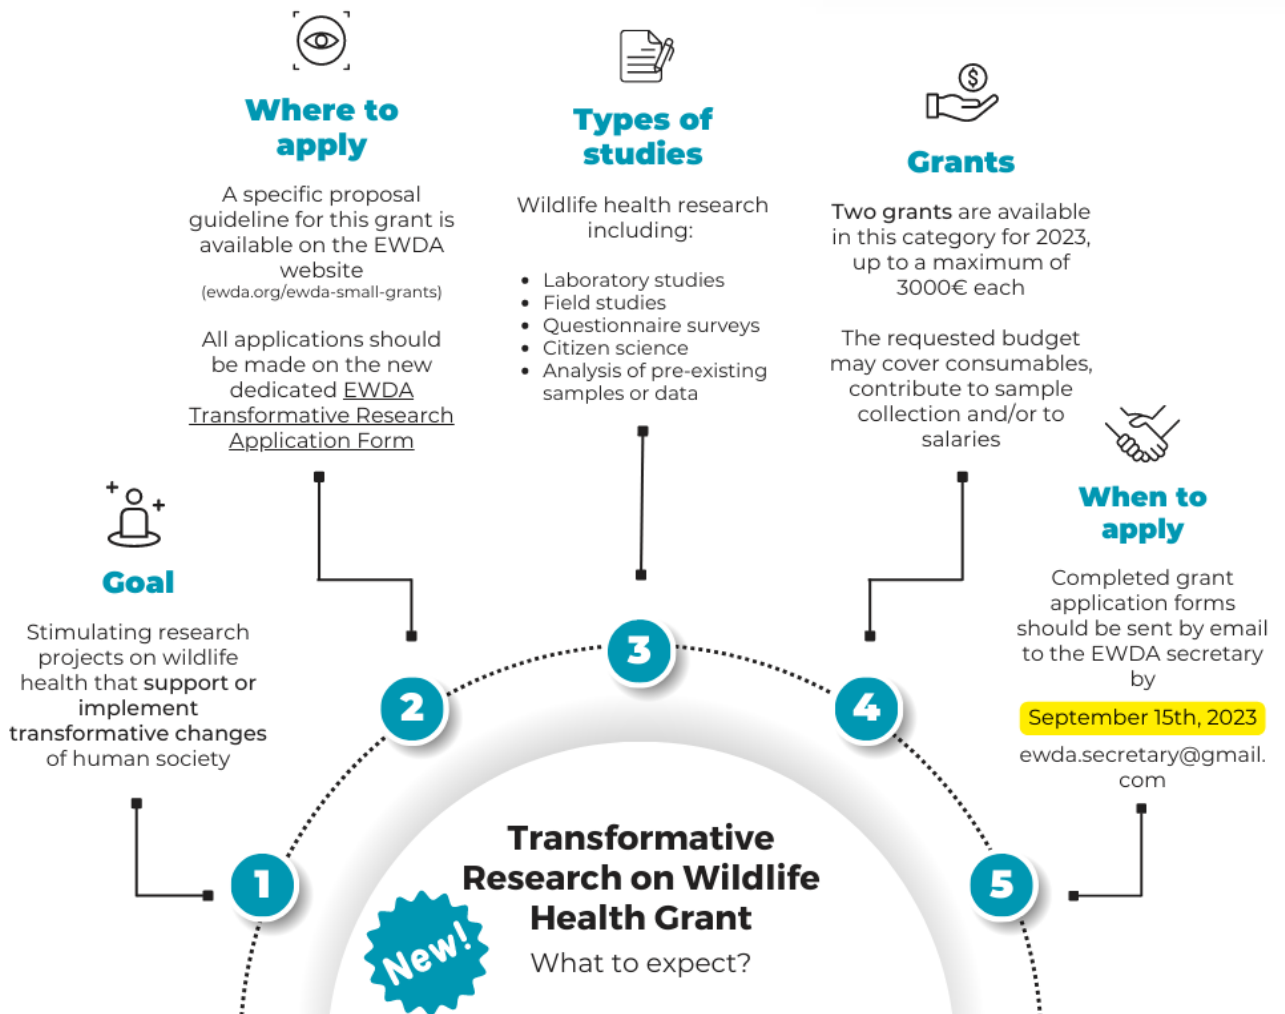 Goal
Stimulating research
projects on wildlife
health that support or
implement
transformative changes
of human society
1
Where to
apply
A specific proposal
guideline for this grant is
available on the EWDA
website
(ewda.org/ewda-small-grants)
All applications should
be made on the new
dedicated EWDA
Transformative Research
Application Form
2
Types of
studies
Wildlife health research
including:
• Laboratory studies
• Field studies
• Questionnaire surveys
• Citizen science
• Analysis of pre-existing
samples or data
3
Grants
Two grants are available
in this category for 2023,
up to a maximum of
3000€ each
The requested budget
may cover consumables,
contribute to sample
collection and/or to
salaries
4
When to
apply
Completed grant
application forms
should be sent by email
to the EWDA secretary
by
September 15th, 2023
ewda.secretary@gmail.
com
5
Transformative
Research on Wildlife
Health Grant
What to expect?
New!